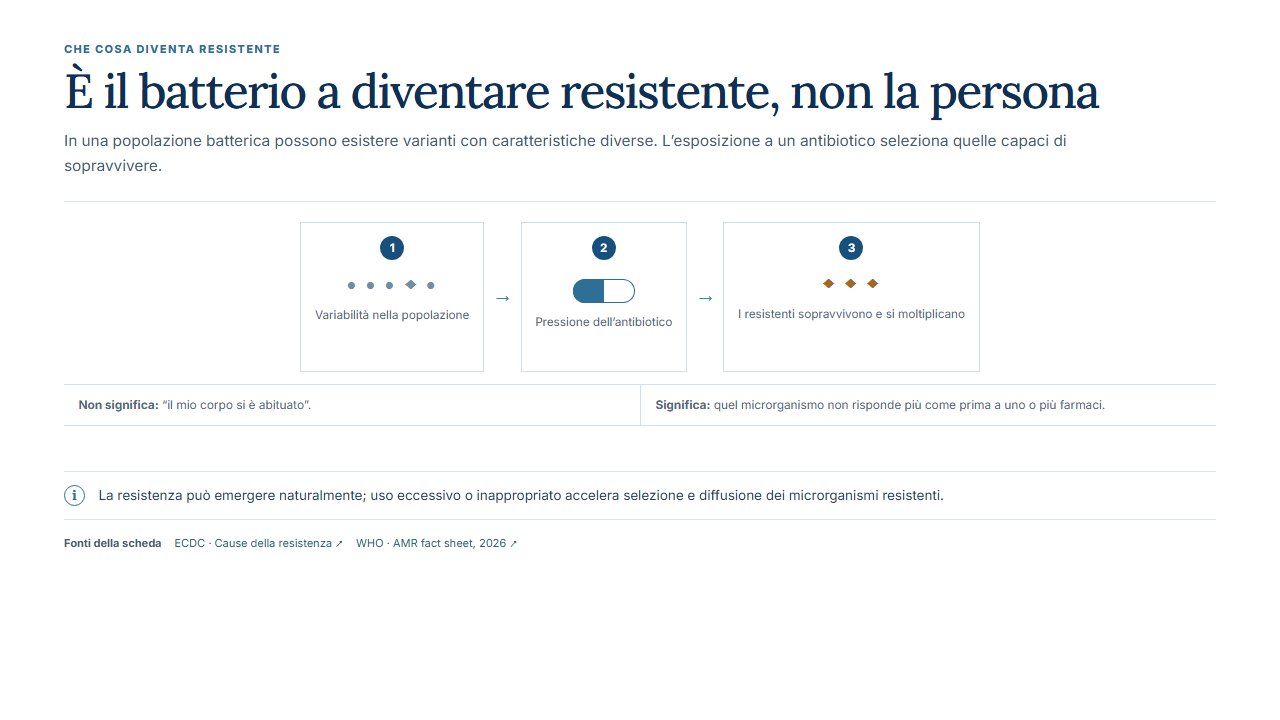 CHE COSA DIVENTA RESISTENTE
È il batterio a diventare resistente, non la persona
In una popolazione batterica possono esistere varianti con caratteristiche diverse. L’esposizione a un antibiotico seleziona quelle capaci di
sopravvivere.
1
Variabilità nella popolazione
→
2
Pressione dell’antibiotico
→
3
I resistenti sopravvivono e si moltiplicano
Non significa: “il mio corpo si è abituato”.
Significa: quel microrganismo non risponde più come prima a uno o più farmaci.
i La resistenza può emergere naturalmente; uso eccessivo o inappropriato accelera selezione e diffusione dei microrganismi resistenti.
Fonti della scheda ECDC · Cause della resistenza ↗ WHO · AMR fact sheet, 2026 ↗